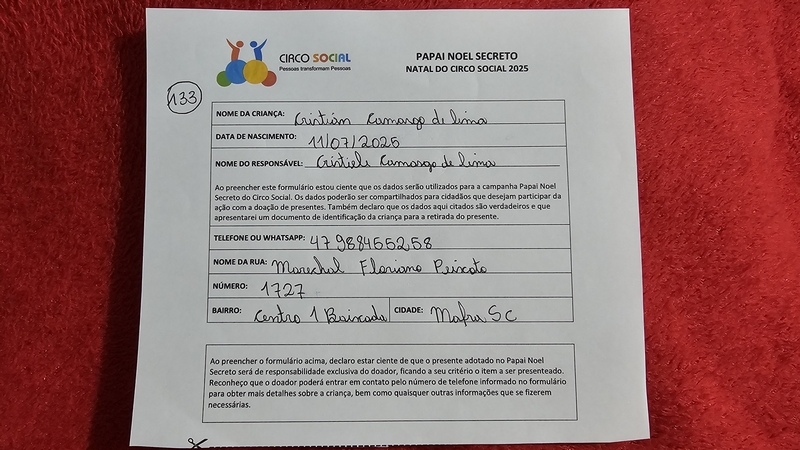 CIRCO SOCIAL
Pessoas transformam Pessoas
PAPAI NOEL SECRETO
NATAL DO CIRCO SOCIAL 2025
133
NOME DA CRIANÇA: Cristián Camargo de lima
DATA DE NASCIMENTO: 11/07/2025
NOME DO RESPONSÁVEL: Cristiele Camargo de lima
Ao preencher este formulário estou ciente que os dados serão utilizados para a campanha Papai Noel
Secreto do Circo Social. Os dados poderão ser compartilhados para cidadãos que desejam participar da
ação com a doação de presentes. Também declaro que os dados aqui citados são verdadeiros e que
apresentarei um documento de identificação da criança para a retirada do presente.
TELEFONE OU WHATSAPP: 47 988455258
NOME DA RUA: Marechal Floriano Peixoto
NÚMERO: 1727
BAIRRO: Centro 1 Baixada CIDADE: Mafra SC
Ao preencher o formulário acima, declaro estar ciente de que o presente adotado no Papai Noel
Secreto será de responsabilidade exclusiva do doador, ficando a seu critério o item a ser presenteado.
Reconheço que o doador poderá entrar em contato pelo número de telefone informado no formulário
para obter mais detalhes sobre a criança, bem como quaisquer outras informações que se fizerem
necessárias.